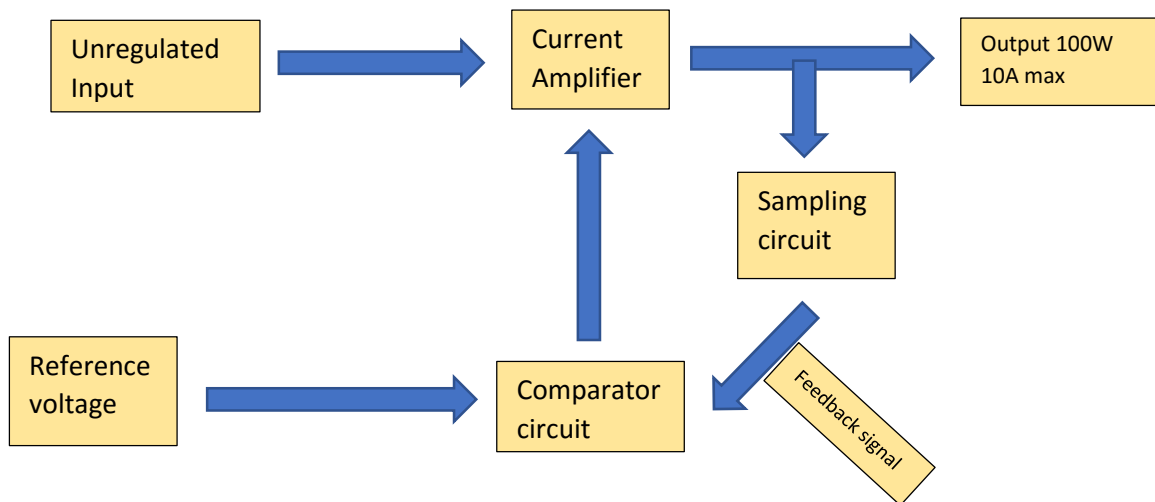 Unregulated
Input
Current
Amplifier
Output 100W
10A max
Sampling
circuit
Reference
voltage
Comparator
circuit
Feedback signal